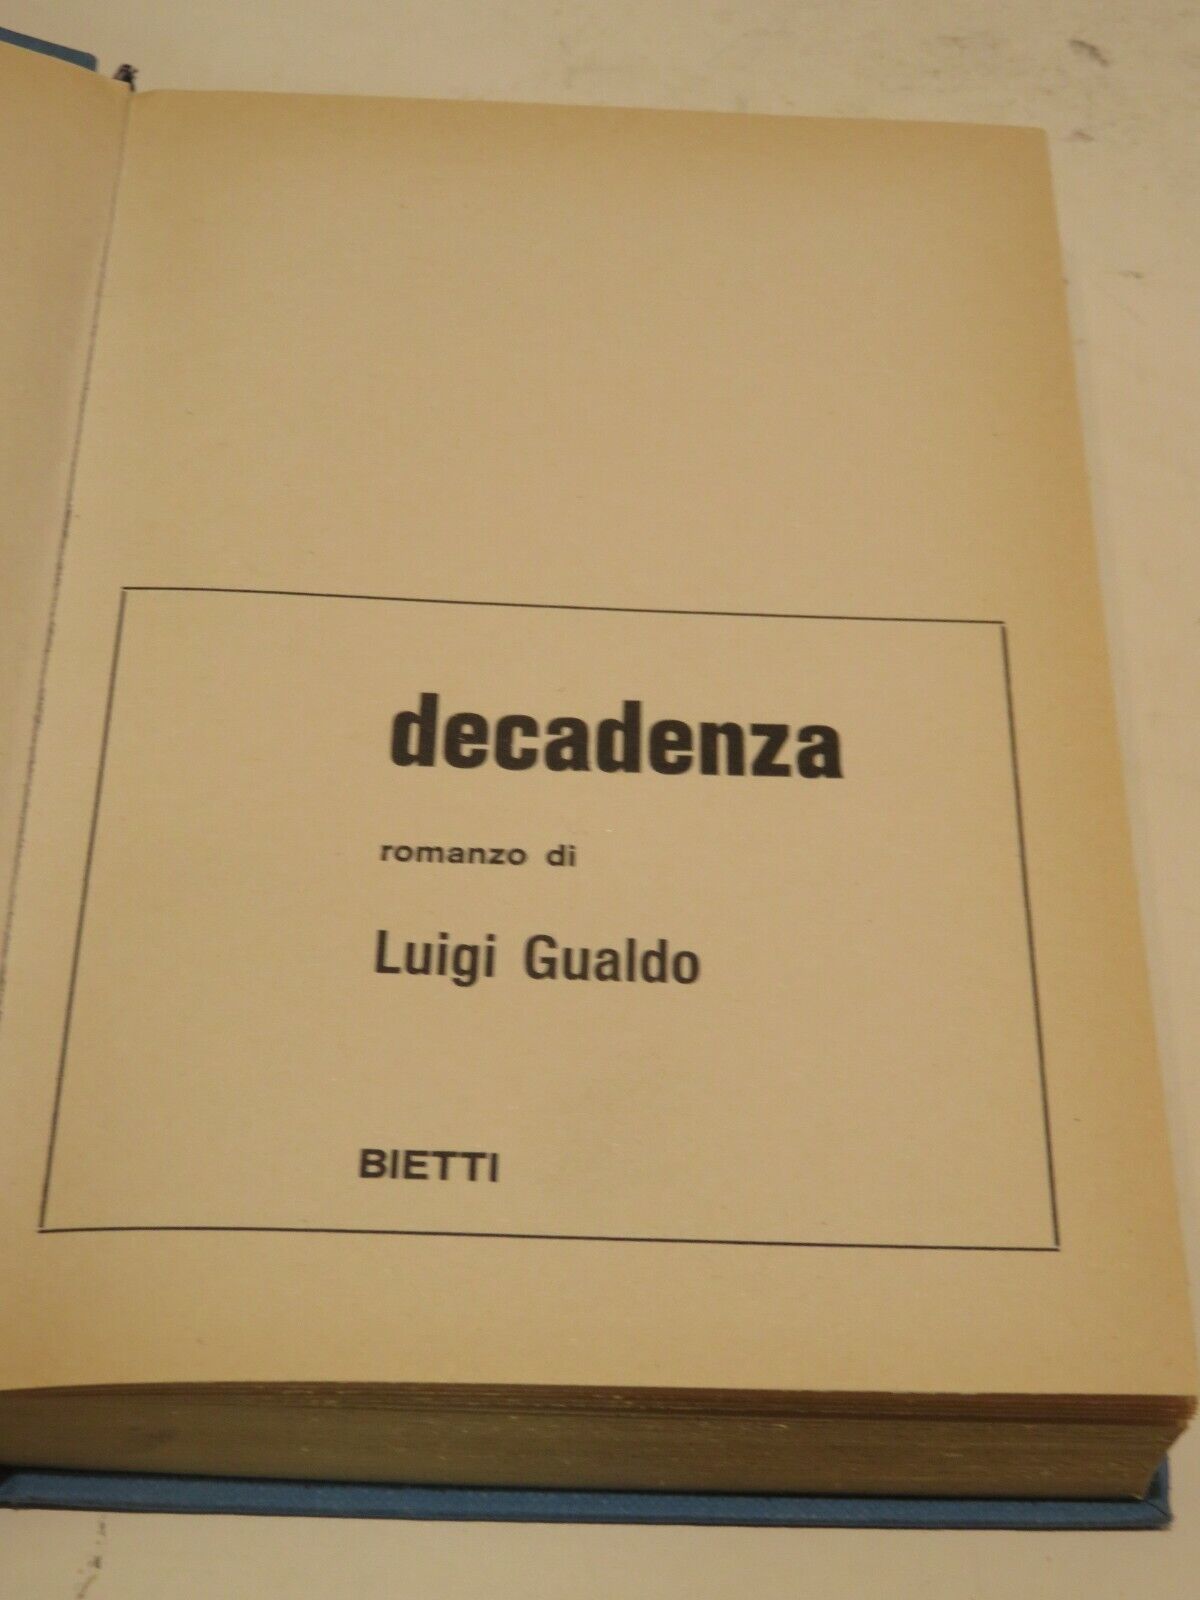 decadenza
romanzo di
Luigi Gualdo
BIETTI